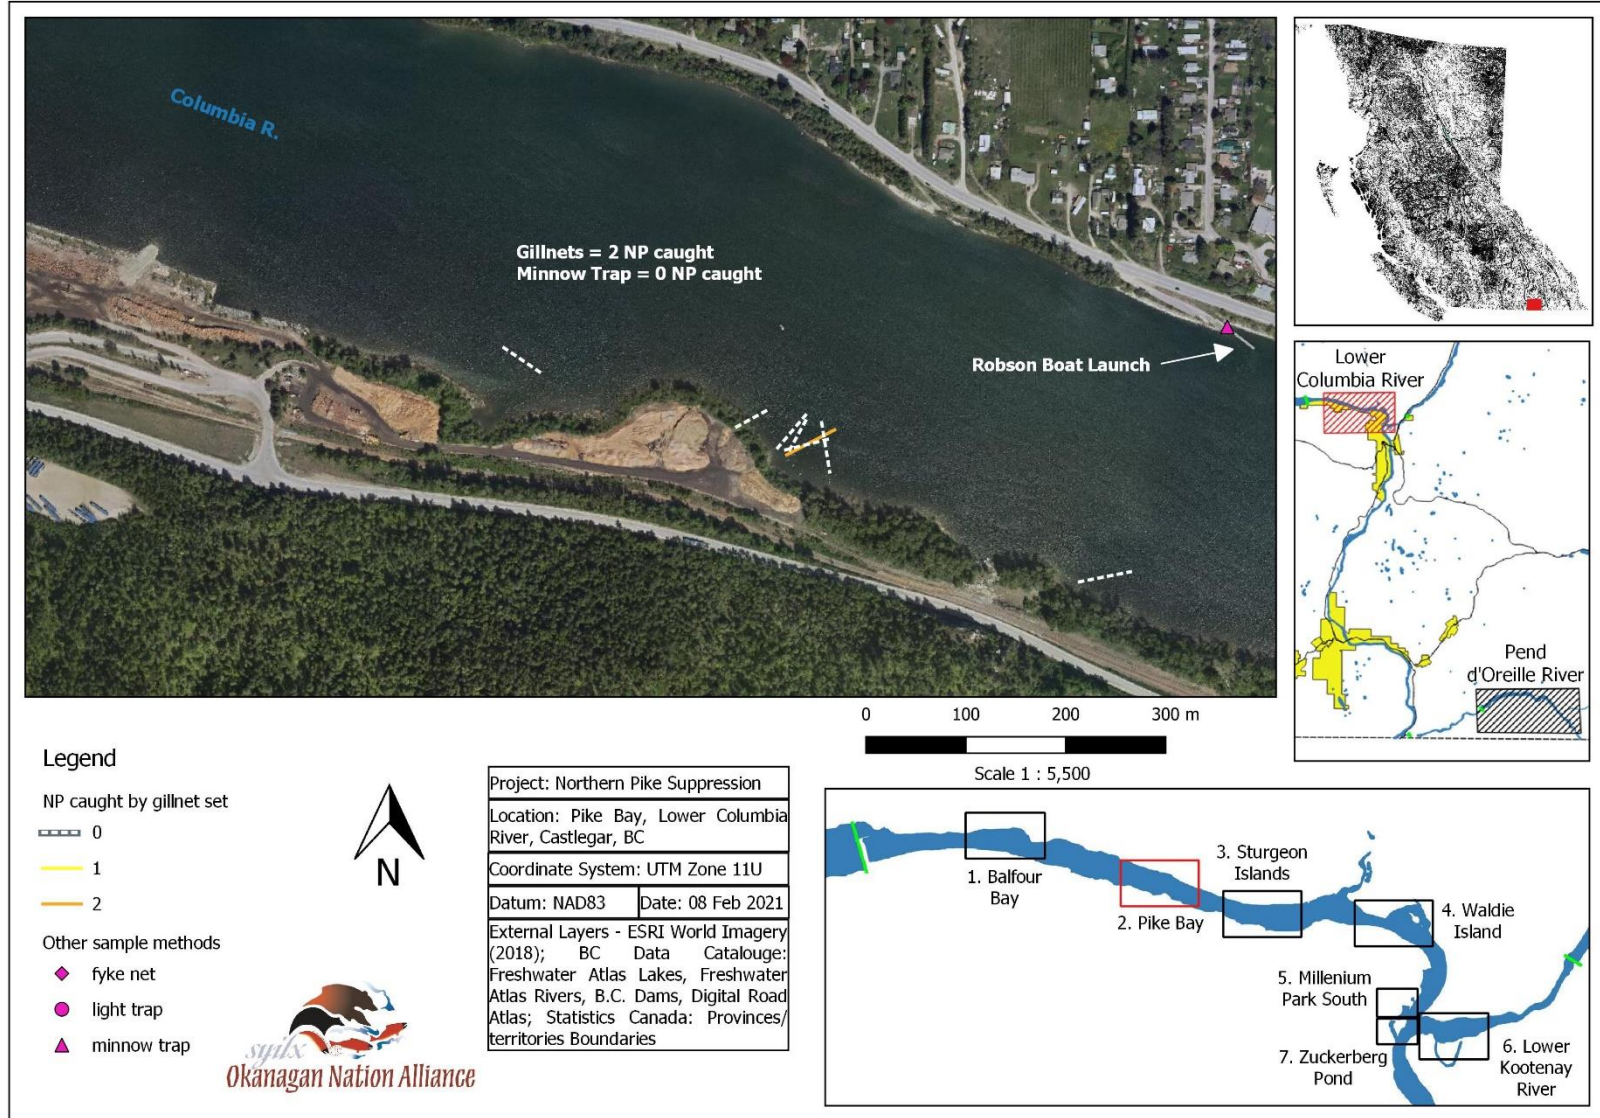 Columbia R.
Gillnets = 2 NP caught
Minnow Trap = 0 NP caught
Robson Boat Launch
Lower
Columbia River
Pend
d'Oreille River
0 100 200 300 m
Scale 1 : 5,500
Legend
NP caught by gillnet set
0
1
2
Other sample methods
fyke net
light trap
minnow trap
N
syilx
Okanagan Nation Alliance
Project: Northern Pike Suppression
Location: Pike Bay, Lower Columbia
River, Castlegar, BC
Coordinate System: UTM Zone 11U
Datum: NAD83 Date: 08 Feb 2021
External Layers - ESRI World Imagery
(2018); BC Data Catalouge:
Freshwater Atlas Lakes, Freshwater
Atlas Rivers, B.C. Dams, Digital Road
Atlas; Statistics Canada: Provinces/
territories Boundaries
1. Balfour
Bay
2. Pike Bay
3. Sturgeon
Islands
4. Waldie
Island
5. Millenium
Park South
6. Lower
Kootenay
River
7. Zuckerberg
Pond